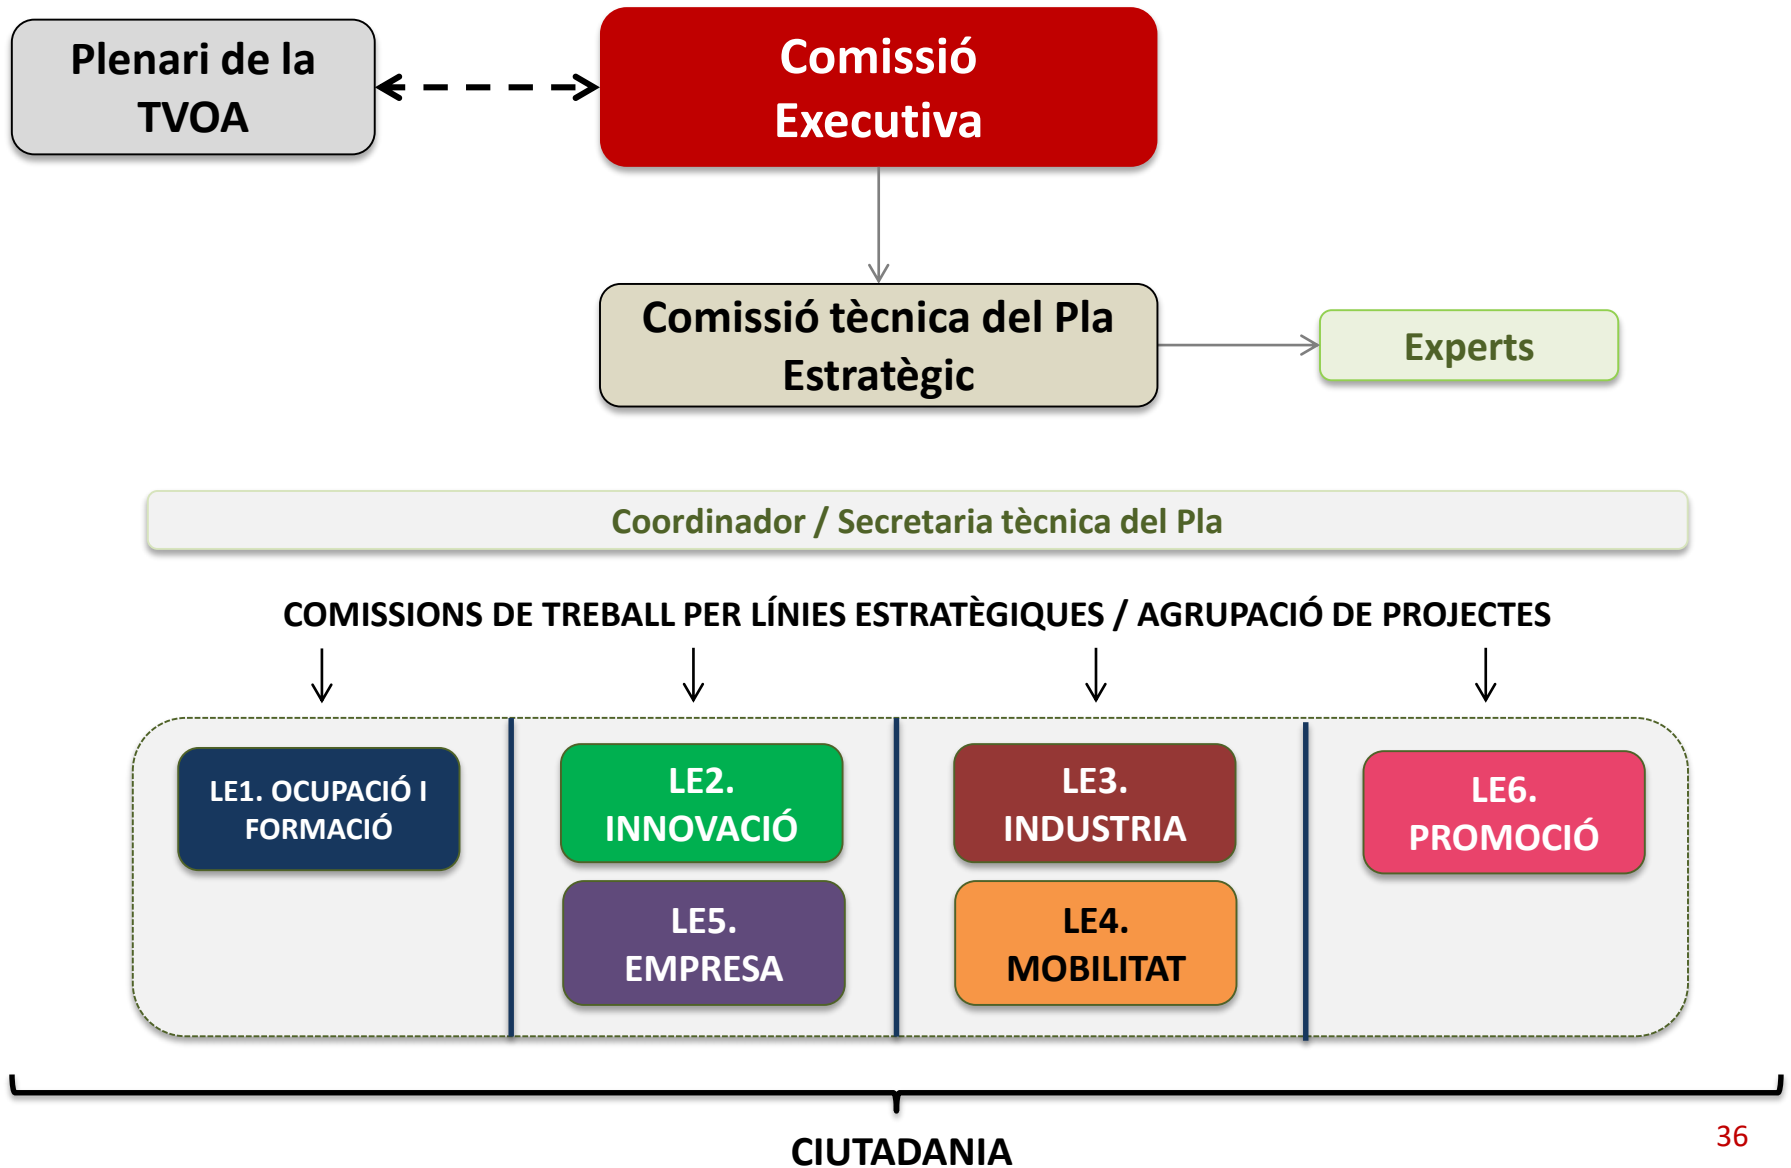 Plenari de la
TVOA
Comissió
Executiva
Comissió tècnica del Pla
Estratègic
Experts
Coordinador / Secretaria tècnica del Pla
COMISSIONS DE TREBALL PER LÍNIES ESTRATÈGIQUES / AGRUPACIÓ DE PROJECTES
LE1. OCUPACIÓ I
FORMACIÓ
LE2.
INNOVACIÓ
LE5.
EMPRESA
LE3.
INDUSTRIA
LE4.
MOBILITAT
LE6.
PROMOCIÓ
CIUTADANIA
36